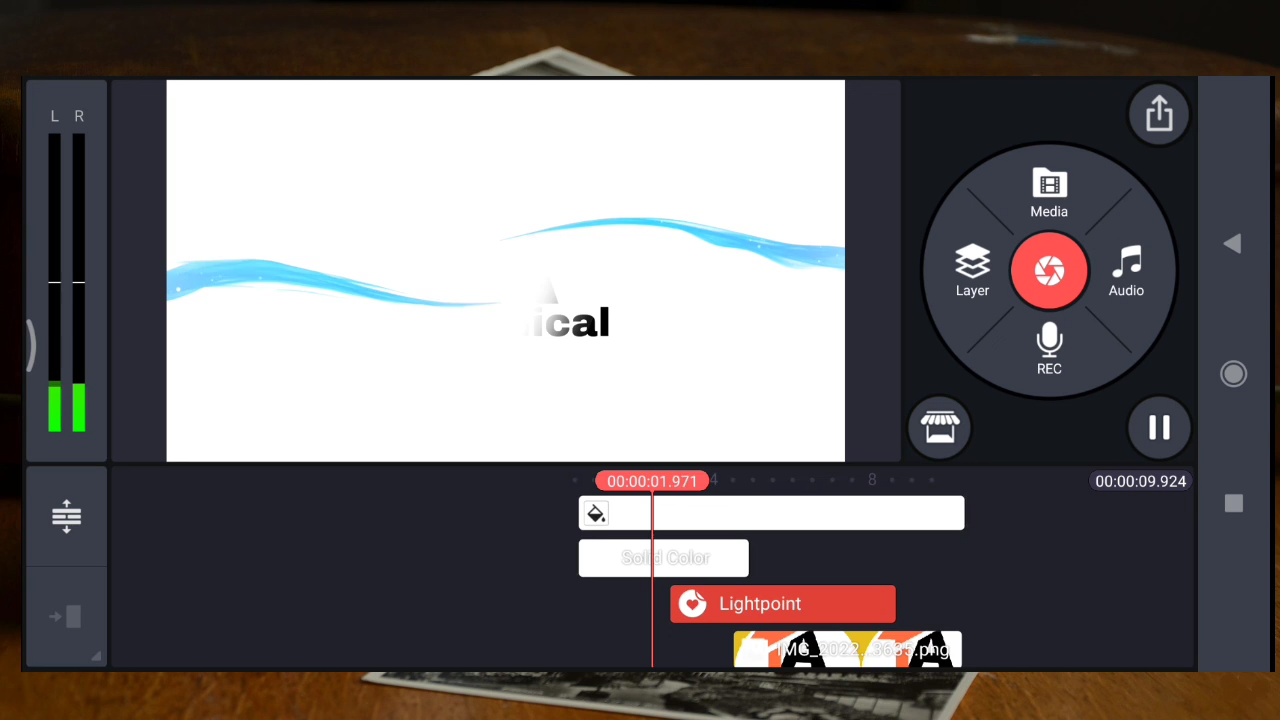 L R
Media
Layer
Audio
REC
A
ical
00:00:01.971
4
8
00:00:09.924
Solid Color
Lightpoint
IMG_2022...3635.png